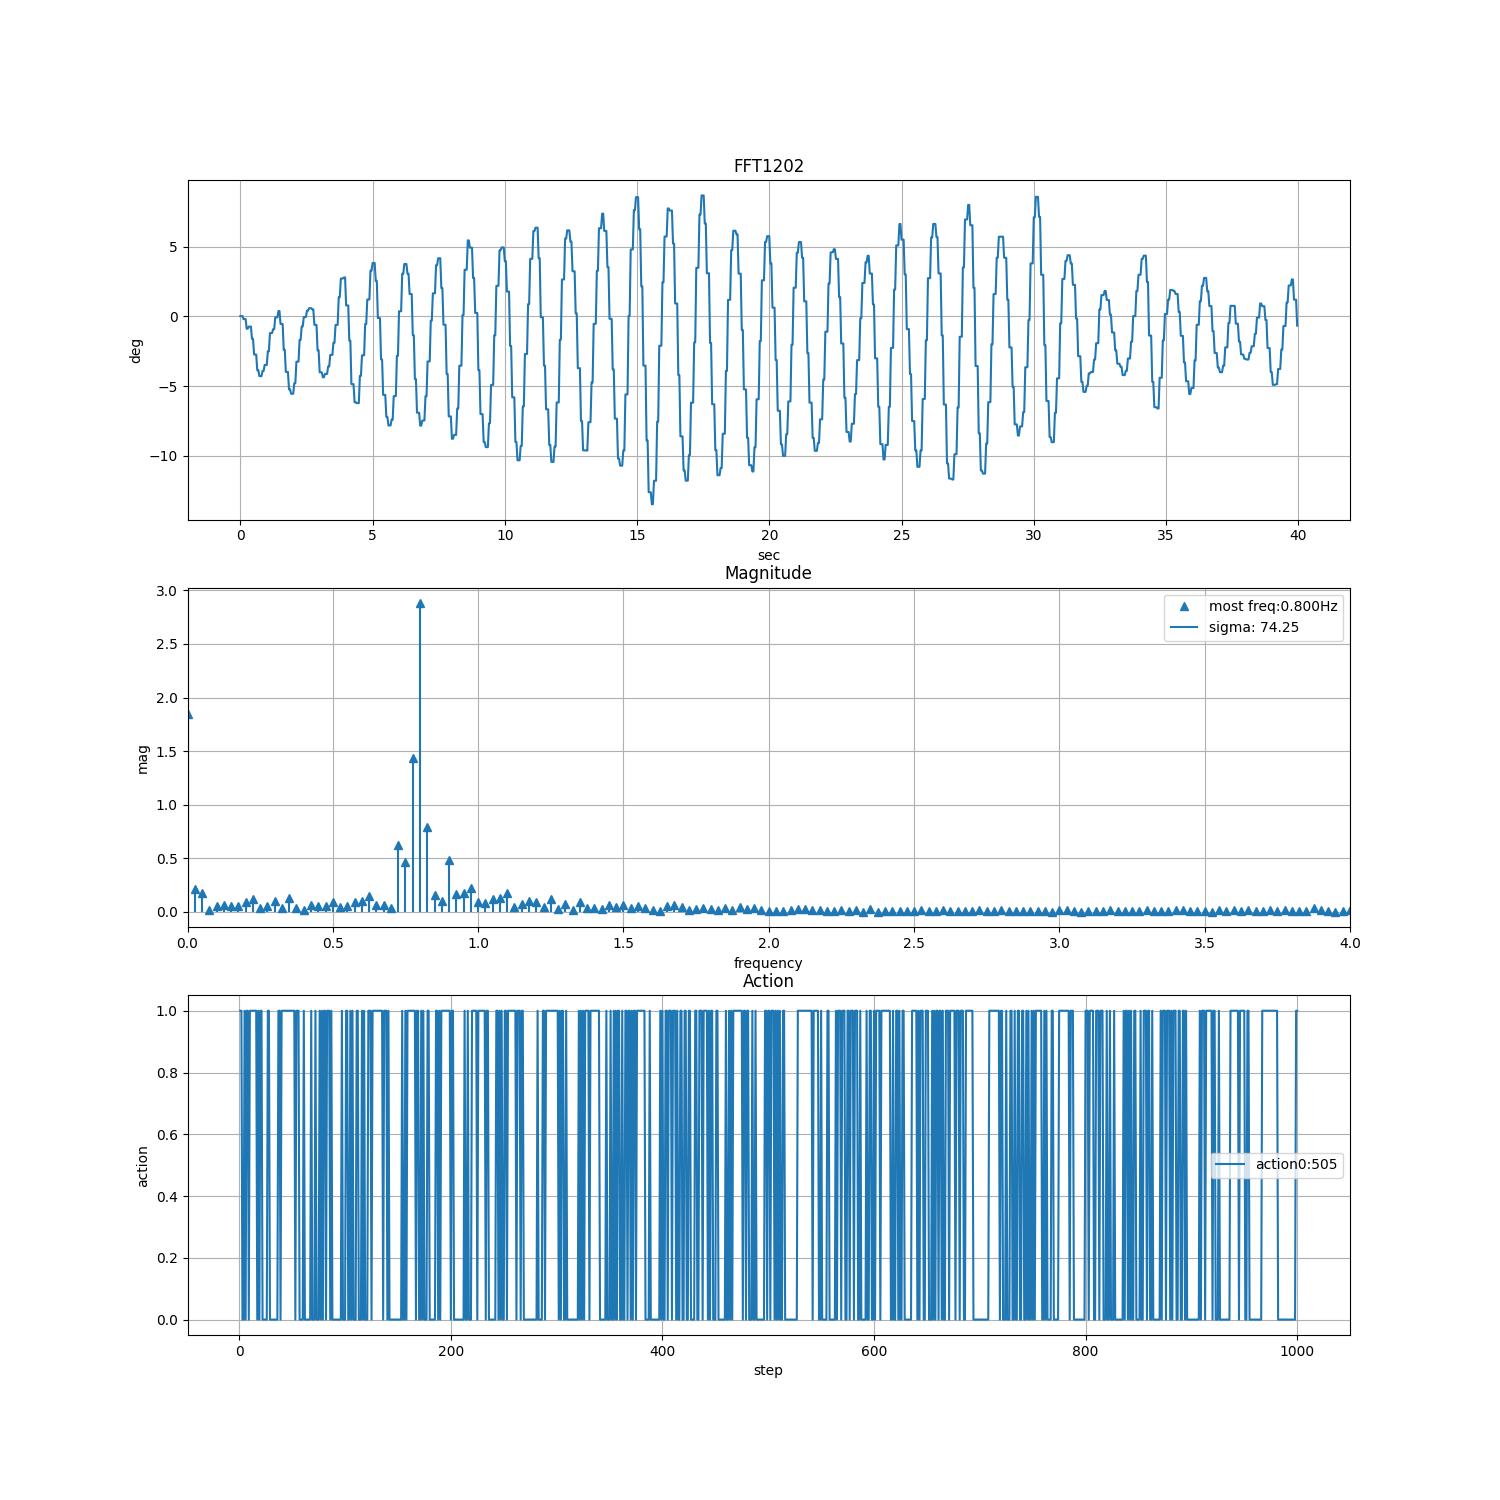 FFT1202
5
0
−5
−10
deg
0 5 10 15 20 25 30 35 40
sec
Magnitude
3.0
2.5
2.0
1.5
1.0
0.5
0.0
mag
most freq:0.800Hz
sigma: 74.25
0.0 0.5 1.0 1.5 2.0 2.5 3.0 3.5 4.0
frequency
Action
1.0
0.8
0.6
0.4
0.2
0.0
action
action0:505
0 200 400 600 800 1000
step